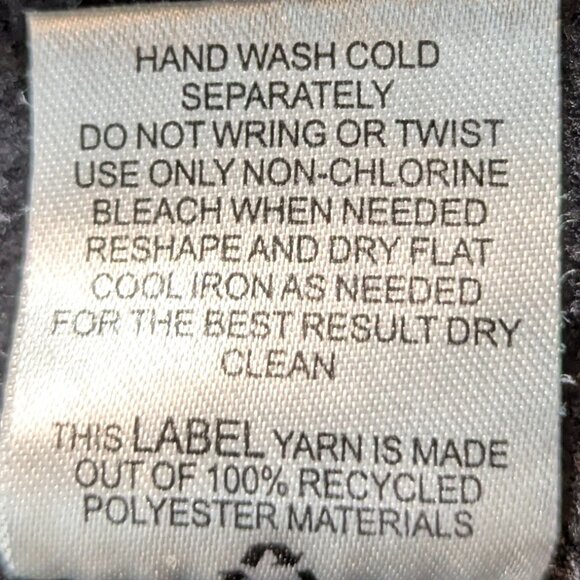 HAND WASH COLD
SEPARATELY
DO NOT WRING OR TWIST
USE ONLY NON-CHLORINE
BLEACH WHEN NEEDED
RESHAPE AND DRY FLAT
COOL IRON AS NEEDED
FOR THE BEST RESULT DRY
CLEAN
THIS LABEL YARN IS MADE
OUT OF 100% RECYCLED
POLYESTER MATERIALS